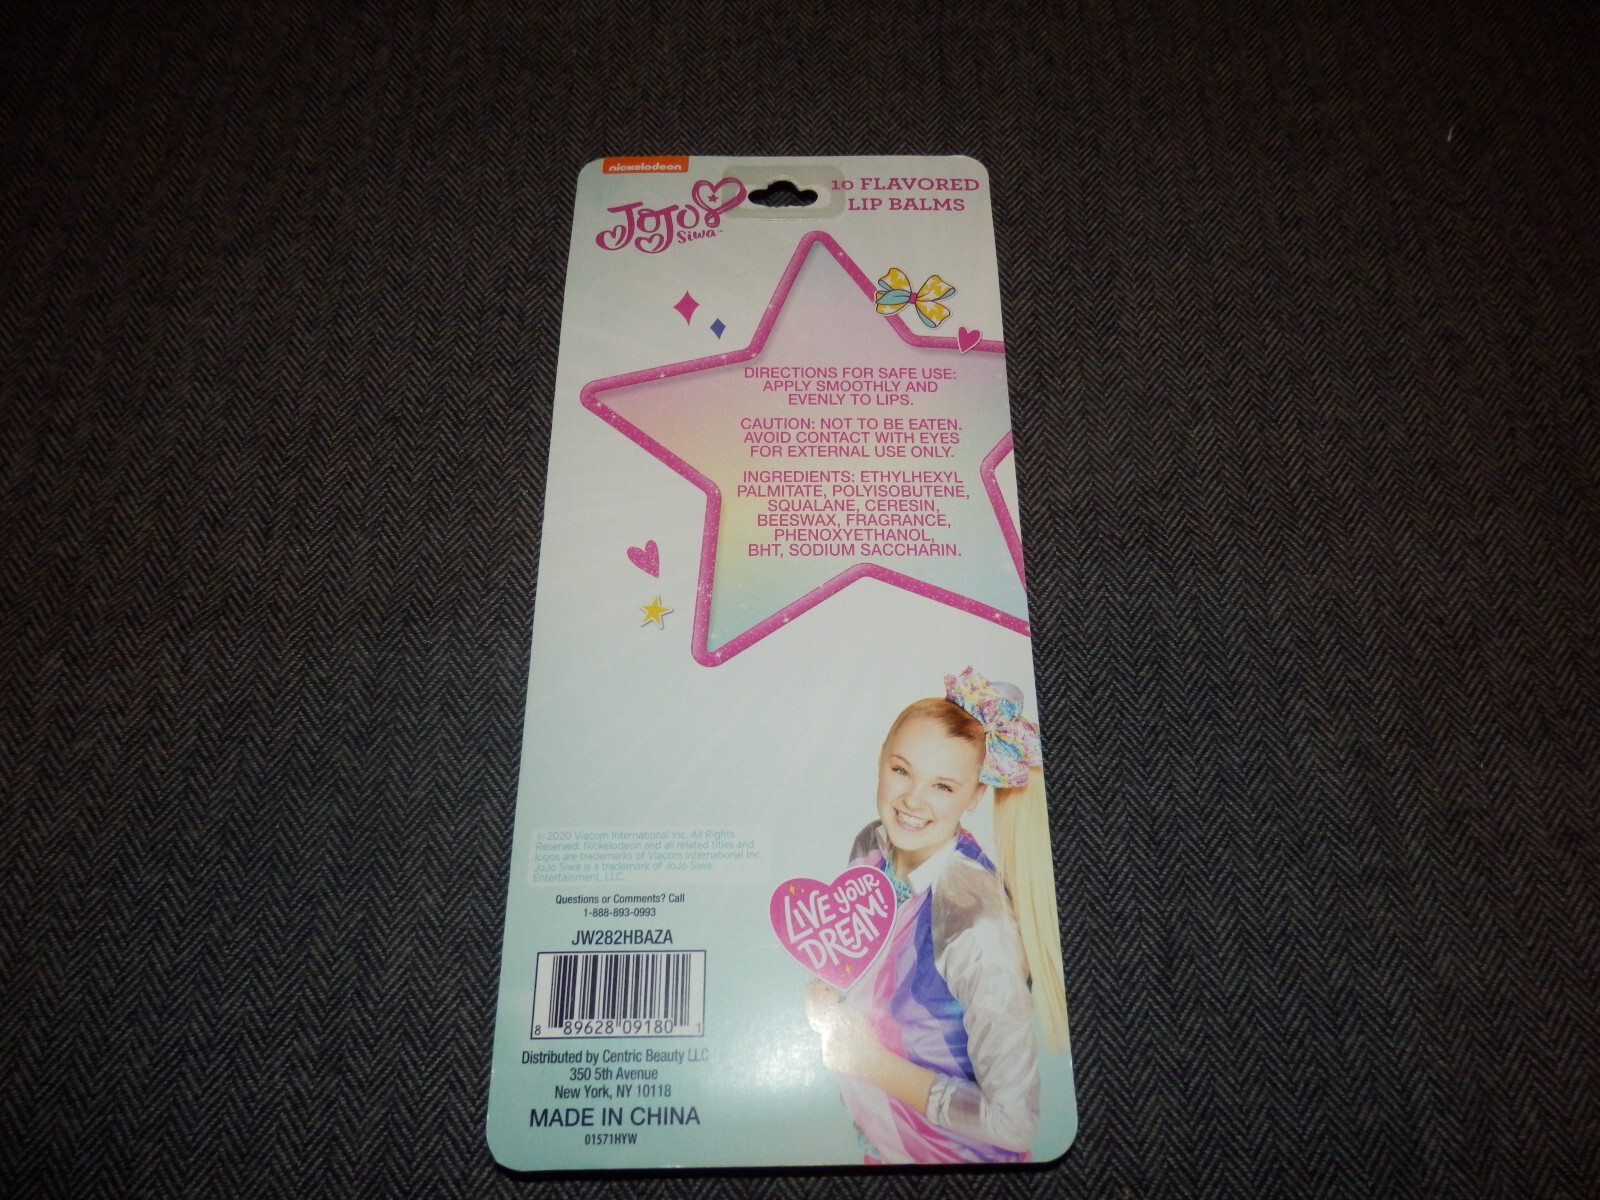 nickelodeon
JoJo
Siwa™
10 FLAVORED
LIP BALMS
DIRECTIONS FOR SAFE USE:
APPLY SMOOTHLY AND
EVENLY TO LIPS.
CAUTION: NOT TO BE EATEN.
AVOID CONTACT WITH EYES
FOR EXTERNAL USE ONLY.
INGREDIENTS: ETHYLHEXYL
PALMITATE, POLYISOBUTENE,
SQUALANE, CERESIN,
BEESWAX, FRAGRANCE,
PHENOXYETHANOL,
BHT, SODIUM SACCHARIN.
© 2020 Viacom International Inc. All Rights
Reserved. Nickelodeon and all related titles and
logos are trademarks of Viacom International Inc.
JoJo Siwa is a trademark of JoJo Siwa
Entertainment, LLC.
LIVE YOUR
DREAM!
Questions or Comments? Call
1-888-893-0993
JW282HBAZA
8 89628 09180 1
Distributed by Centric Beauty LLC
350 5th Avenue
New York, NY 10118
MADE IN CHINA
01571HYW